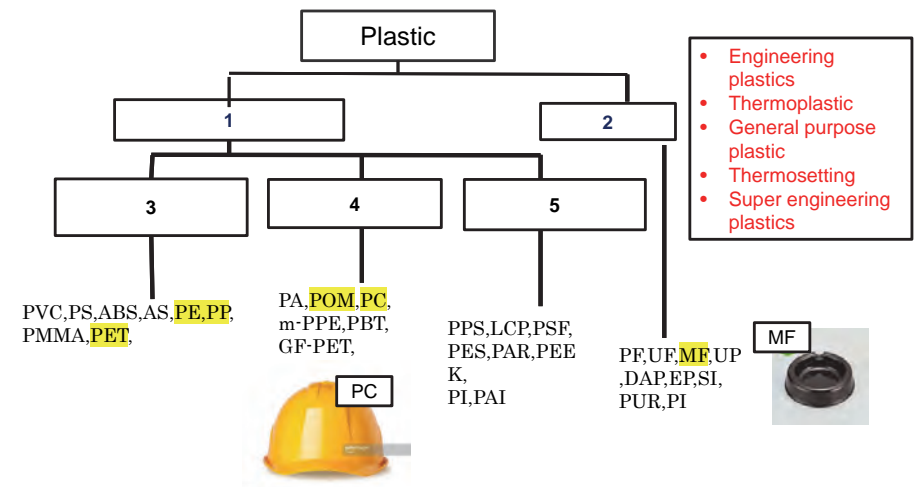 Plastic
• Engineering
plastics
• Thermoplastic
• General purpose
plastic
• Thermosetting
• Super engineering
plastics
1
2
3
4
5
PVC,PS,ABS,AS,PE,PP,
PMMA,PET,
PA,POM,PC,
m-PPE,PBT,
GF-PET,
PPS,LCP,PSF,
PES,PAR,PEE
K,
PI,PAI
PF,UF,MF,UP
,DAP,EP,SI,
PUR,PI
MF
PC